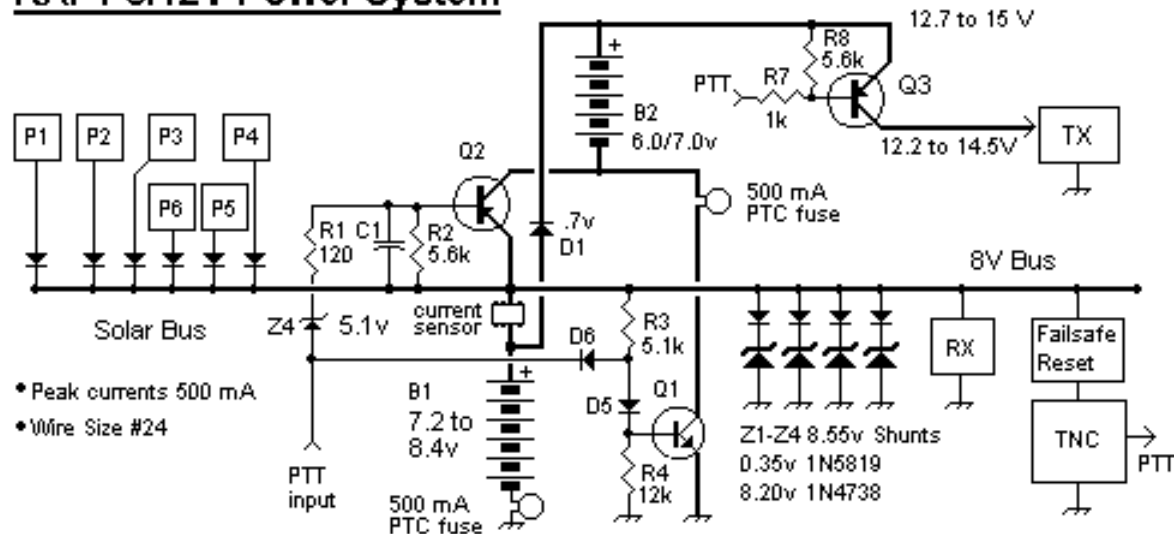 Power System
12.7 to 15 V
R8
5.6k
PTT
R7
1k
Q3
B2
6.0/7.0v
12.2 to 14.5V
TX
P1
P2
P3
P4
P6
P5
Q2
500 mA
PTC fuse
R1
120
C1
R2
5.6k
.7v
D1
8V Bus
Solar Bus
Z4
5.1v
current
sensor
D6
R3
5.1k
RX
Failsafe
Reset
• Peak currents 500 mA
• Wire Size #24
B1
7.2 to
8.4v
D5
Q1
Z1-Z4 8.55v Shunts
0.35v 1N5819
8.20v 1N4738
TNC
PTT
PTT
input
R4
12k
500 mA
PTC fuse